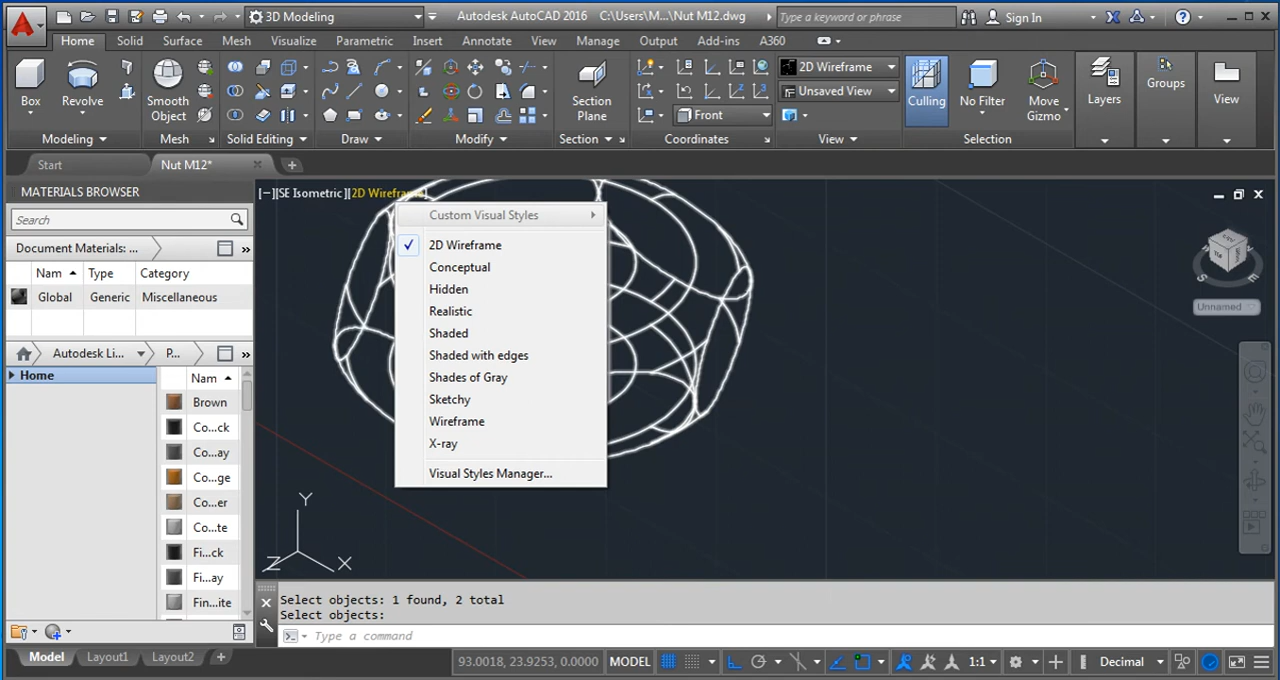 3D Modeling
Autodesk AutoCAD 2016 C:\Users\M...\Nut M12.dwg
Type a keyword or phrase
Sign In
Home Solid Surface Mesh Visualize Parametric Insert Annotate View Manage Output Add-ins A360
Box
Revolve
Smooth
Object
Section
Plane
Front
2D Wireframe
Unsaved View
Culling
No Filter
Move
Gizmo
Layers
Groups
View
Modeling
Mesh
Solid Editing
Draw
Modify
Section
Coordinates
View
Selection
Start
Nut M12*
MATERIALS BROWSER
Search
Document Materials: ...
Nam Type Category
Global Generic Miscellaneous
Autodesk Li... P...
Home
Nam
Brown
Co...ck
Co...ay
Co...ge
Co...er
Co...te
Fi...ck
Fi...ay
Fin...ite
[−][SE Isometric][2D Wirefra
Custom Visual Styles
2D Wireframe
Conceptual
Hidden
Realistic
Shaded
Shaded with edges
Shades of Gray
Sketchy
Wireframe
X-ray
Visual Styles Manager...
S
E
Unnamed
Y
Z
X
Select objects: 1 found, 2 total
Select objects:
Type a command
Model Layout1 Layout2 +
93.0018, 23.9253, 0.0000 MODEL 1:1 Decimal